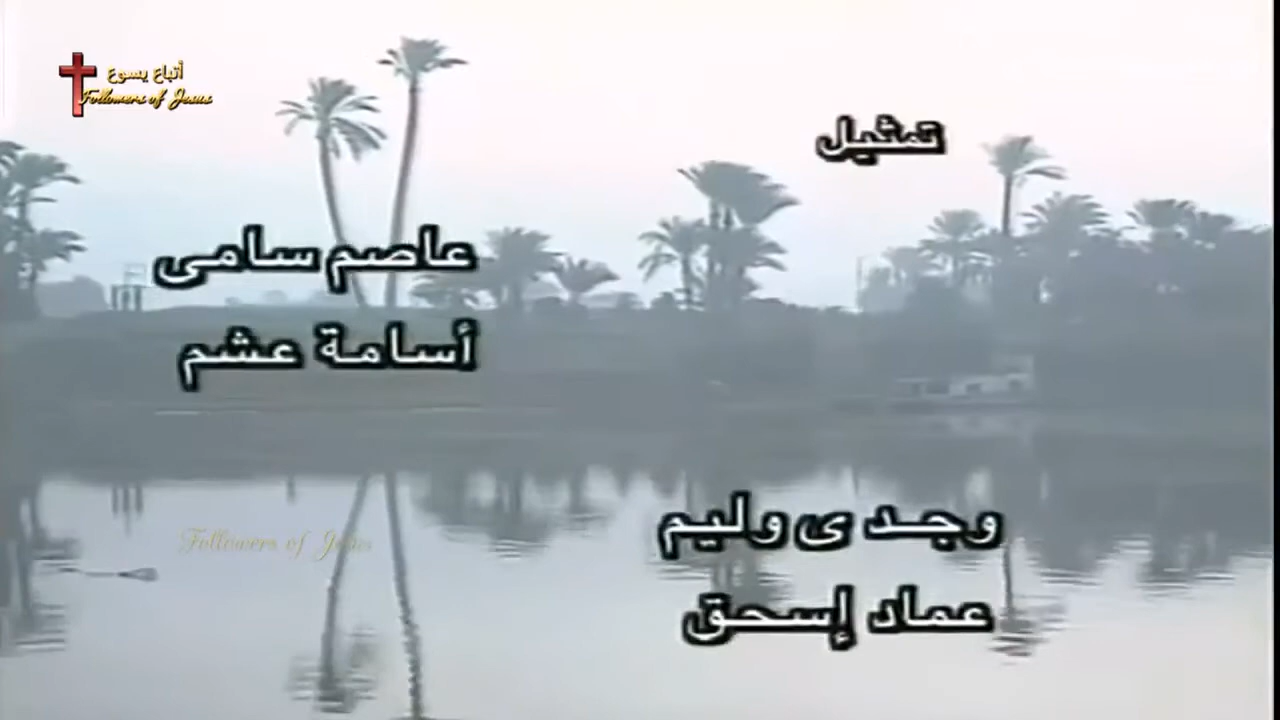 أتباع يسوع
Followers of Jesus
تمثيل
عاصم سامى
أسامة عشم
Followers of Jesus
وجدى وليم
عماد إسحق